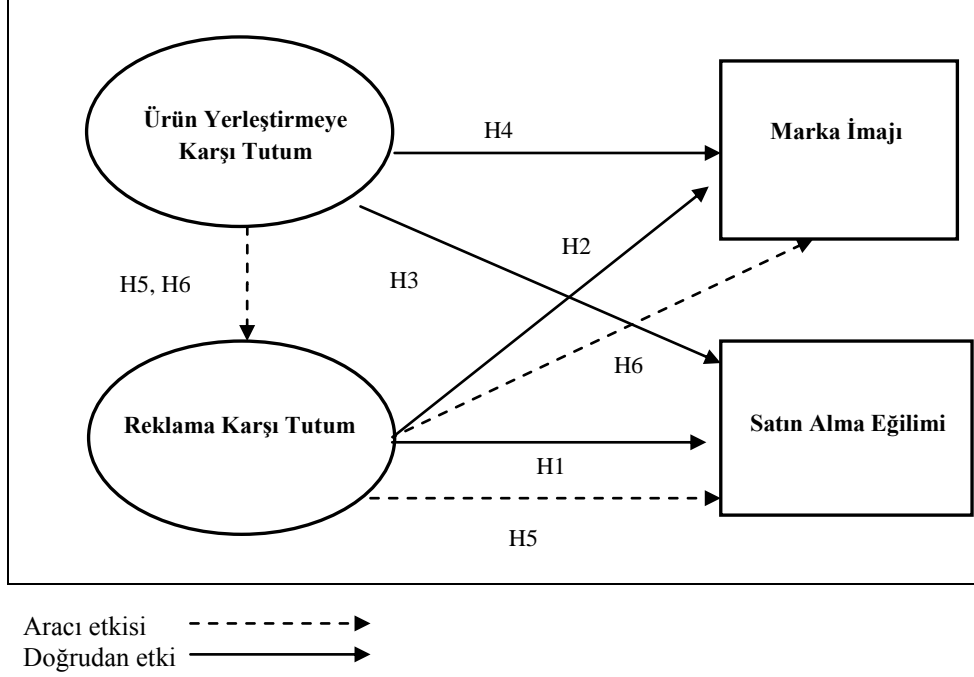 Ürün Yerleştirmeye
Karşı Tutum
H4
Marka İmajı
H2
H5, H6
H3
H6
Reklama Karşı Tutum
Satın Alma Eğilimi
H1
H5
Aracı etkisi
Doğrudan etki